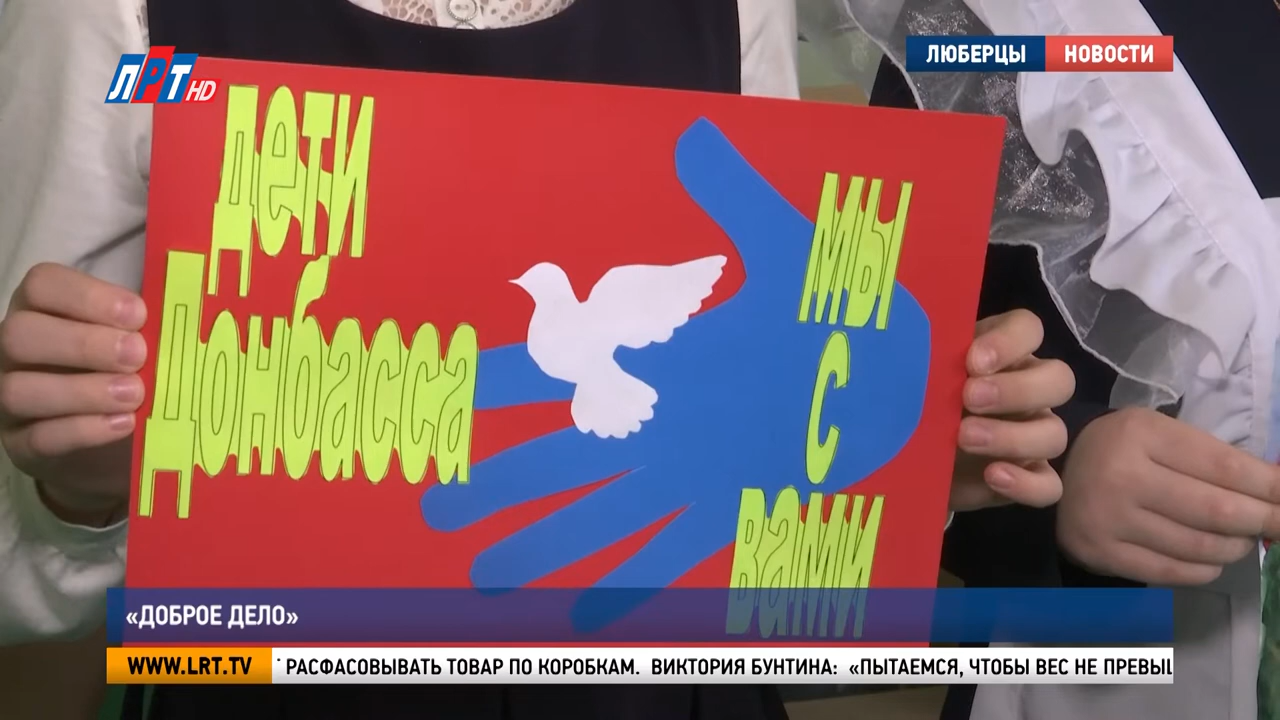 ЛРТ HD
ЛЮБЕРЦЫ НОВОСТИ
дети
Донбасса
мы
с
вами
«ДОБРОЕ ДЕЛО»
WWW.LRT.TV РАСФАСОВЫВАТЬ ТОВАР ПО КОРОБКАМ. ВИКТОРИЯ БУНТИНА: «ПЫТАЕМСЯ, ЧТОБЫ ВЕС НЕ